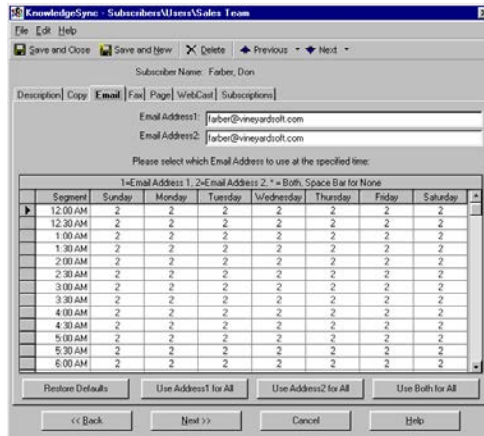 KnowledgeSync - Subscribers\Users\Sales Team
File Edit Help
Save and Close Save and New Delete Previous Next
Subscriber Name: Farber, Don
Description Copy Email Fax Page WebCast Subscriptions
Email Address1: farber@vineyardsoft.com
Email Address2: farber@vineyardsoft.com
Please select which Email Address to use at the specified time:
1=Email Address 1, 2=Email Address 2, * = Both, Space Bar for None
Segment Sunday Monday Tuesday Wednesday Thursday Friday Saturday
12:00 AM 2 2 2 2 2 2 2
12:30 AM 2 2 2 2 2 2 2
1:00 AM 2 2 2 2 2 2 2
1:30 AM 2 2 2 2 2 2 2
2:00 AM 2 2 2 2 2 2 2
2:30 AM 2 2 2 2 2 2 2
3:00 AM 2 2 2 2 2 2 2
3:30 AM 2 2 2 2 2 2 2
4:00 AM 2 2 2 2 2 2 2
4:30 AM 2 2 2 2 2 2 2
5:00 AM 2 2 2 2 2 2 2
5:30 AM 2 2 2 2 2 2 2
6:00 AM 2 2 2 2 2 2 2
Restore Defaults Use Address1 for All Use Address2 for All Use Both for All
<< Back Next >> Cancel Help